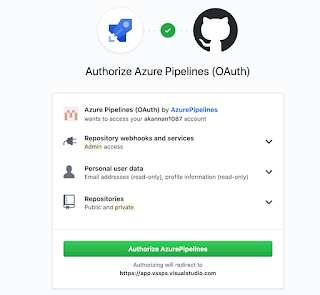 Authorize Azure Pipelines (OAuth)
Azure Pipelines (OAuth) by AzurePipelines
wants to access your akannan1087 account
Repository webhooks and services
Admin access
Personal user data
Email addresses (read-only), profile information (read-only)
Repositories
Public and private
Authorize AzurePipelines
Authorizing will redirect to
https://app.vssps.visualstudio.com